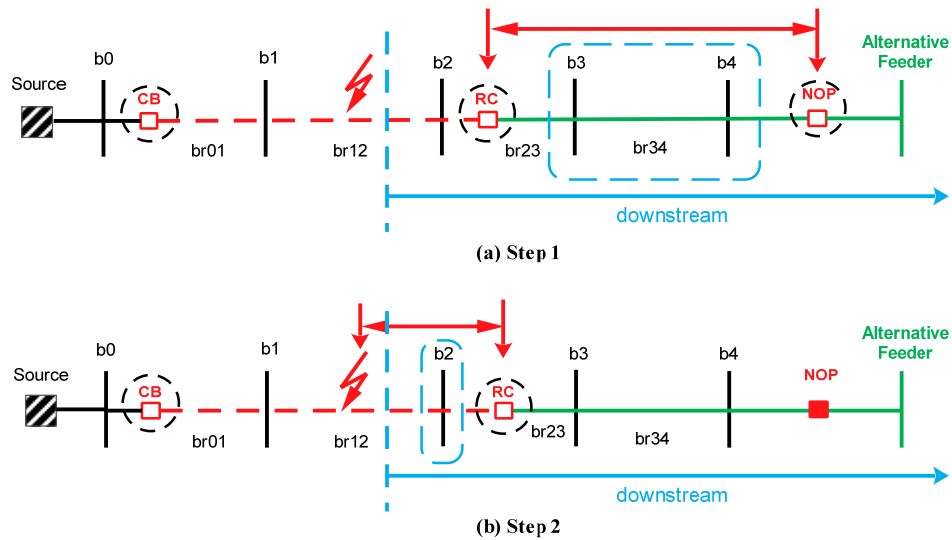 Alternative
Feeder
b0
b1
b2
b3
b4
Source
CB
RC
NOP
br01
br12
br23
br34
downstream
(a) Step 1
Alternative
Feeder
b0
b1
b2
b3
b4
Source
CB
RC
NOP
br01
br12
br23
br34
downstream
(b) Step 2